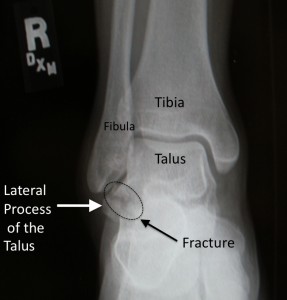 R
DXM
Tibia
Fibula
Talus
Lateral
Process
of the
Talus
Fracture